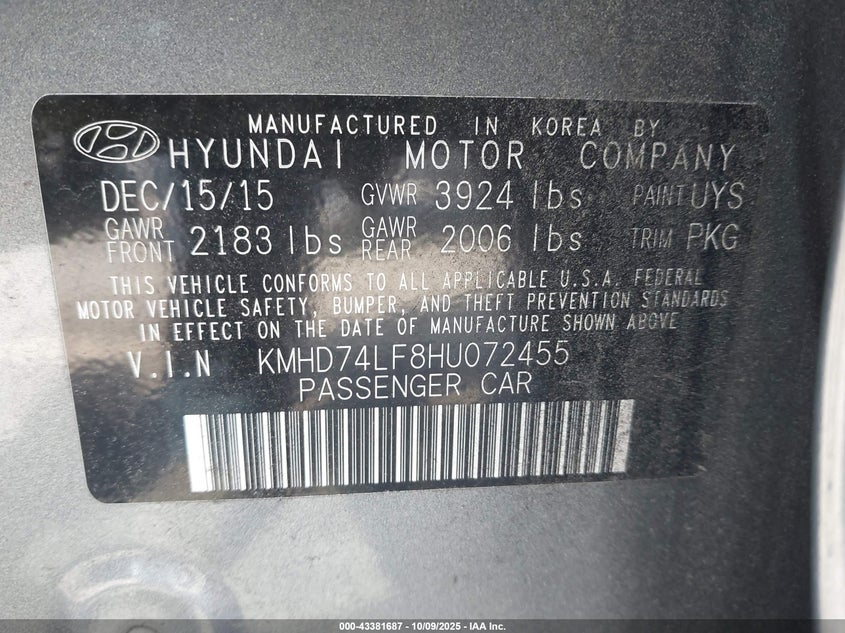 MANUFACTURED IN KOREA BY
HYUNDAI MOTOR COMPANY
DEC/15/15 GVWR 3924 lbs PAINT UYS
GAWR FRONT 2183 lbs GAWR REAR 2006 lbs TRIM PKG
THIS VEHICLE CONFORMS TO ALL APPLICABLE U.S.A. FEDERAL
MOTOR VEHICLE SAFETY, BUMPER, AND THEFT PREVENTION STANDARDS
IN EFFECT ON THE DATE OF MANUFACTURE SHOWN ABOVE
V.I.N KMHD74LF8HU072455
PASSENGER CAR
000-43381687 - 10/09/2025 - IAA Inc.